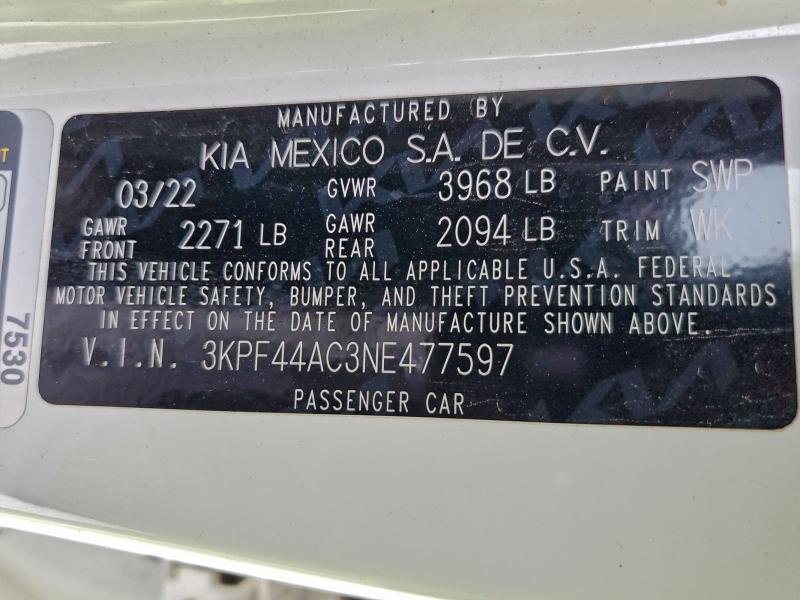 MANUFACTURED BY
KIA MEXICO S.A. DE C.V.
03/22 GVWR 3968 LB PAINT SWP
GAWR FRONT 2271 LB GAWR REAR 2094 LB TRIM WK
THIS VEHICLE CONFORMS TO ALL APPLICABLE U.S.A. FEDERAL
MOTOR VEHICLE SAFETY, BUMPER, AND THEFT PREVENTION STANDARDS
IN EFFECT ON THE DATE OF MANUFACTURE SHOWN ABOVE.
V.I.N. 3KPF44AC3NE477597
PASSENGER CAR
7530